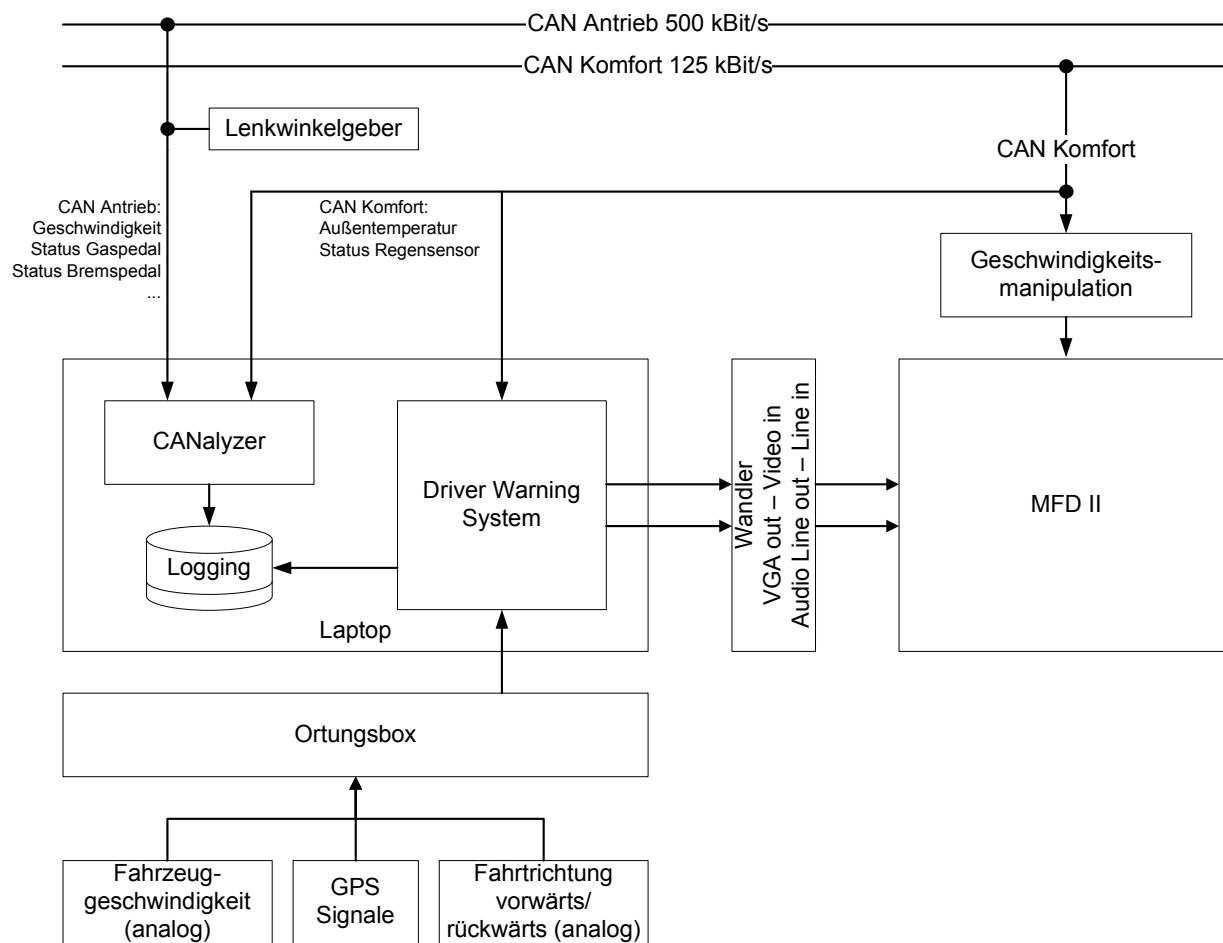 CAN Antrieb 500 kBit/s
CAN Komfort 125 kBit/s
Lenkwinkelgeber
CAN Komfort
CAN Antrieb:
Geschwindigkeit
Status Gaspedal
Status Bremspedal
...
CAN Komfort:
Außentemperatur
Status Regensensor
Geschwindigkeits-
manipulation
CANalyzer
Logging
Driver Warning
System
Laptop
Wandler
VGA out – Video in
Audio Line out – Line in
MFD II
Ortungsbox
Fahrzeug-
geschwindigkeit
(analog)
GPS
Signale
Fahrtrichtung
vorwärts/
rückwärts (analog)